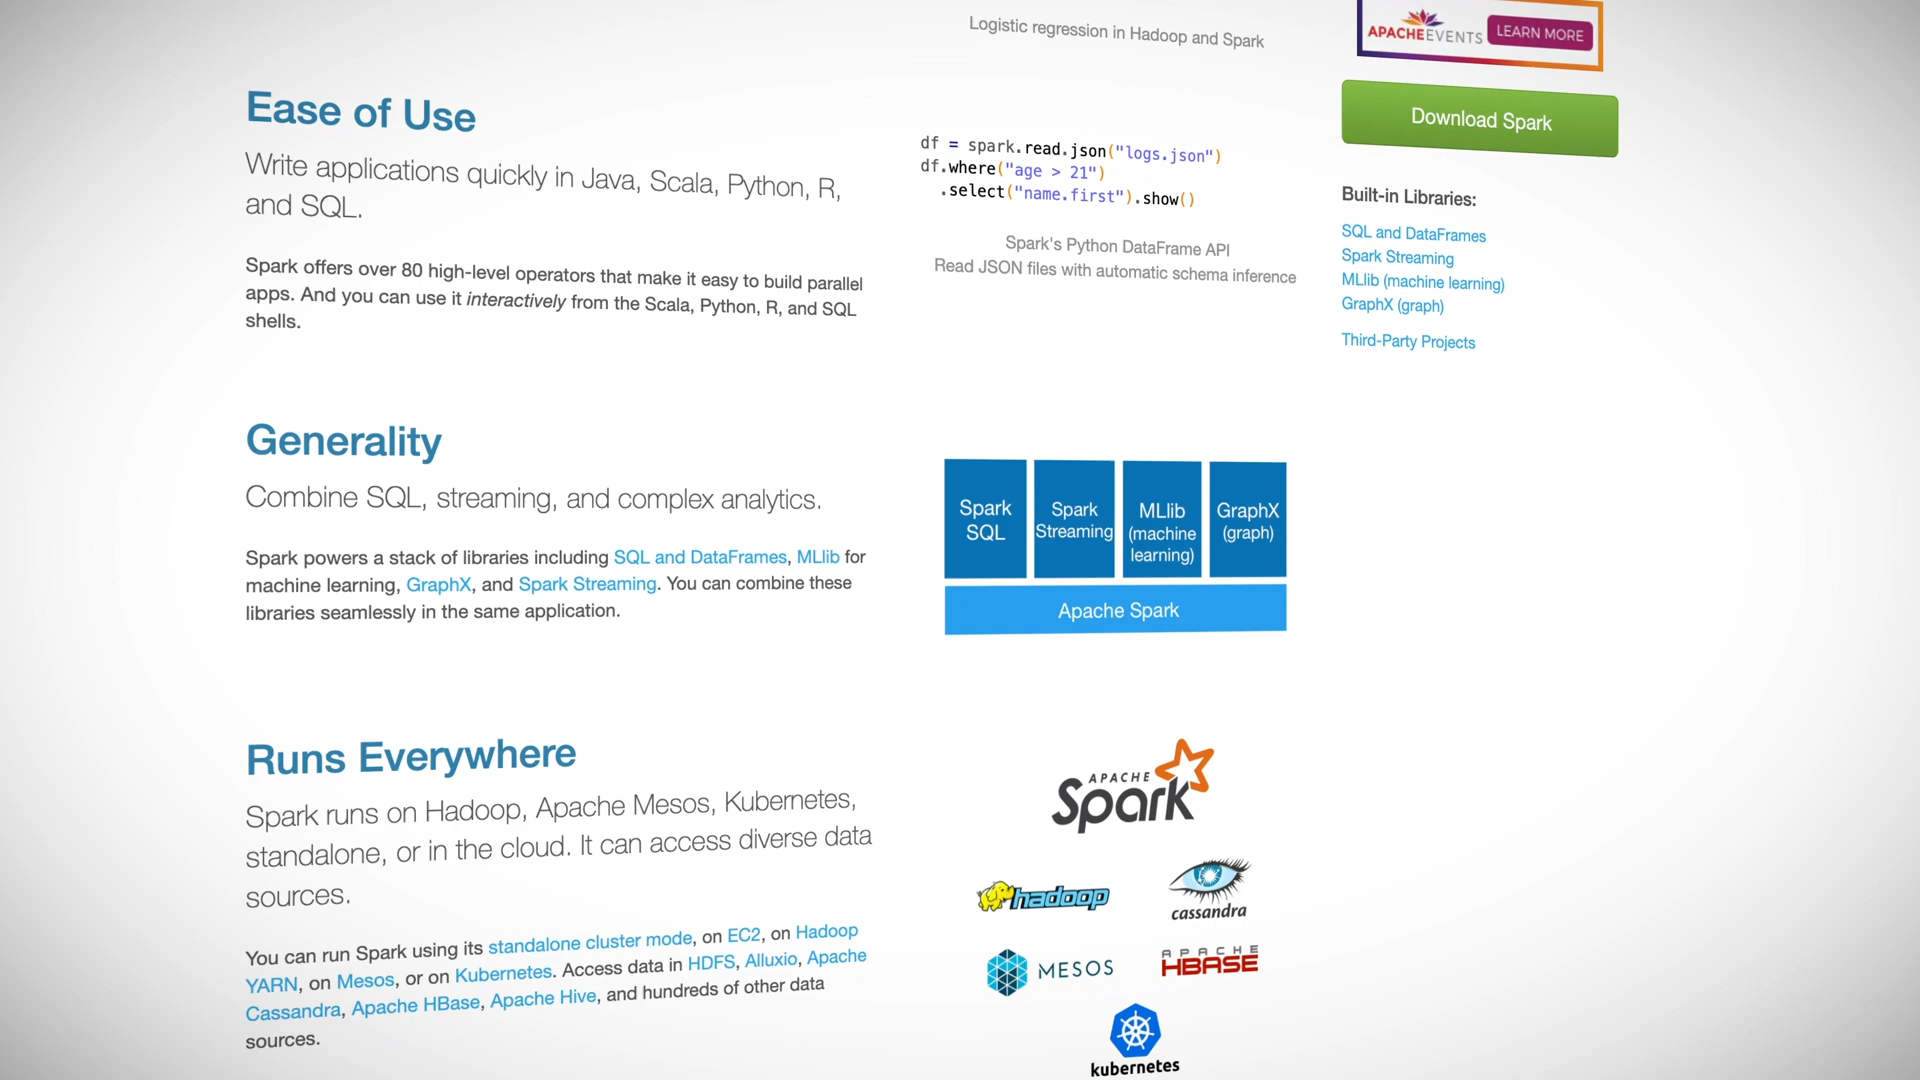 Logistic regression in Hadoop and Spark
APACHEEVENTS LEARN MORE
Download Spark
Ease of Use
Write applications quickly in Java, Scala, Python, R,
and SQL.
Spark offers over 80 high-level operators that make it easy to build parallel
apps. And you can use it interactively from the Scala, Python, R, and SQL
shells.
df = spark.read.json("logs.json")
df.where("age > 21")
.select("name.first").show()
Spark's Python DataFrame API
Read JSON files with automatic schema inference
Built-in Libraries:
SQL and DataFrames
Spark Streaming
MLlib (machine learning)
GraphX (graph)
Third-Party Projects
Generality
Combine SQL, streaming, and complex analytics.
Spark powers a stack of libraries including SQL and DataFrames, MLlib for
machine learning, GraphX, and Spark Streaming. You can combine these
libraries seamlessly in the same application.
Spark
SQL
Spark
Streaming
MLlib
(machine
learning)
GraphX
(graph)
Apache Spark
Runs Everywhere
Spark runs on Hadoop, Apache Mesos, Kubernetes,
standalone, or in the cloud. It can access diverse data
sources.
You can run Spark using its standalone cluster mode, on EC2, on Hadoop
YARN, on Mesos, or on Kubernetes. Access data in HDFS, Alluxio, Apache
Cassandra, Apache HBase, Apache Hive, and hundreds of other data
sources.
APACHE
Spark
hadoop
cassandra
MESOS
APACHE
HBASE
kubernetes